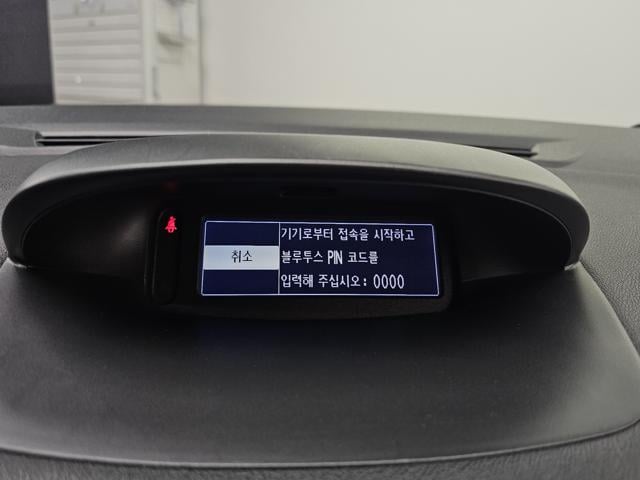 기기로부터 접속을 시작하고
취소
블루투스 PIN 코드를
입력해 주십시오: 0000